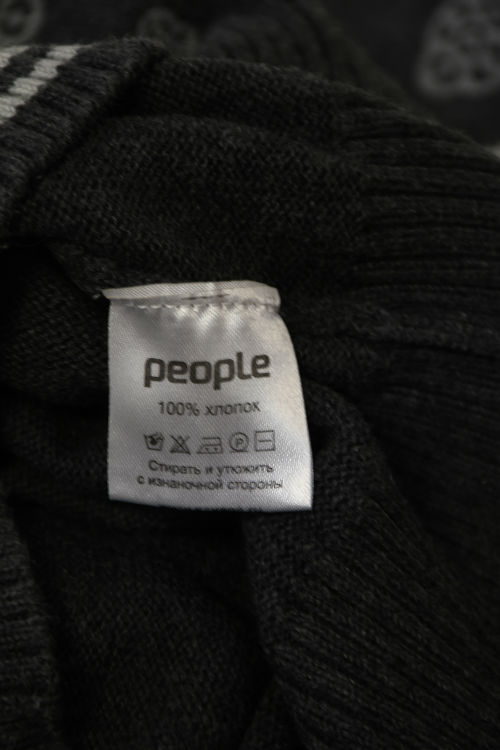 people
100% хлопок
P
Стирать и утюжить
с изнаночной стороны